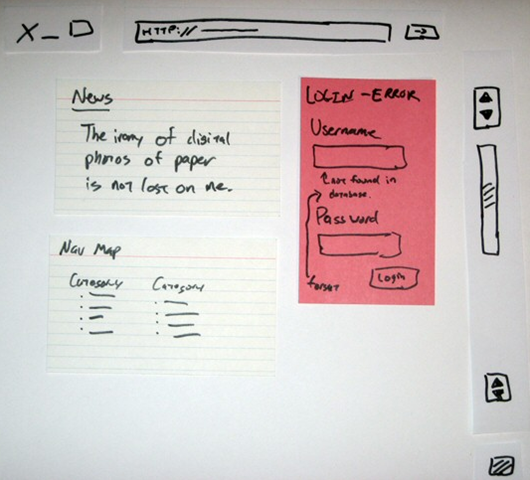 X _ D
HTTP://
News
The irony of digital
photos of paper
is not lost on me.
Nav Map
Category Category
LOGIN - ERROR
Username
not found in
database.
Password
forgot
Login